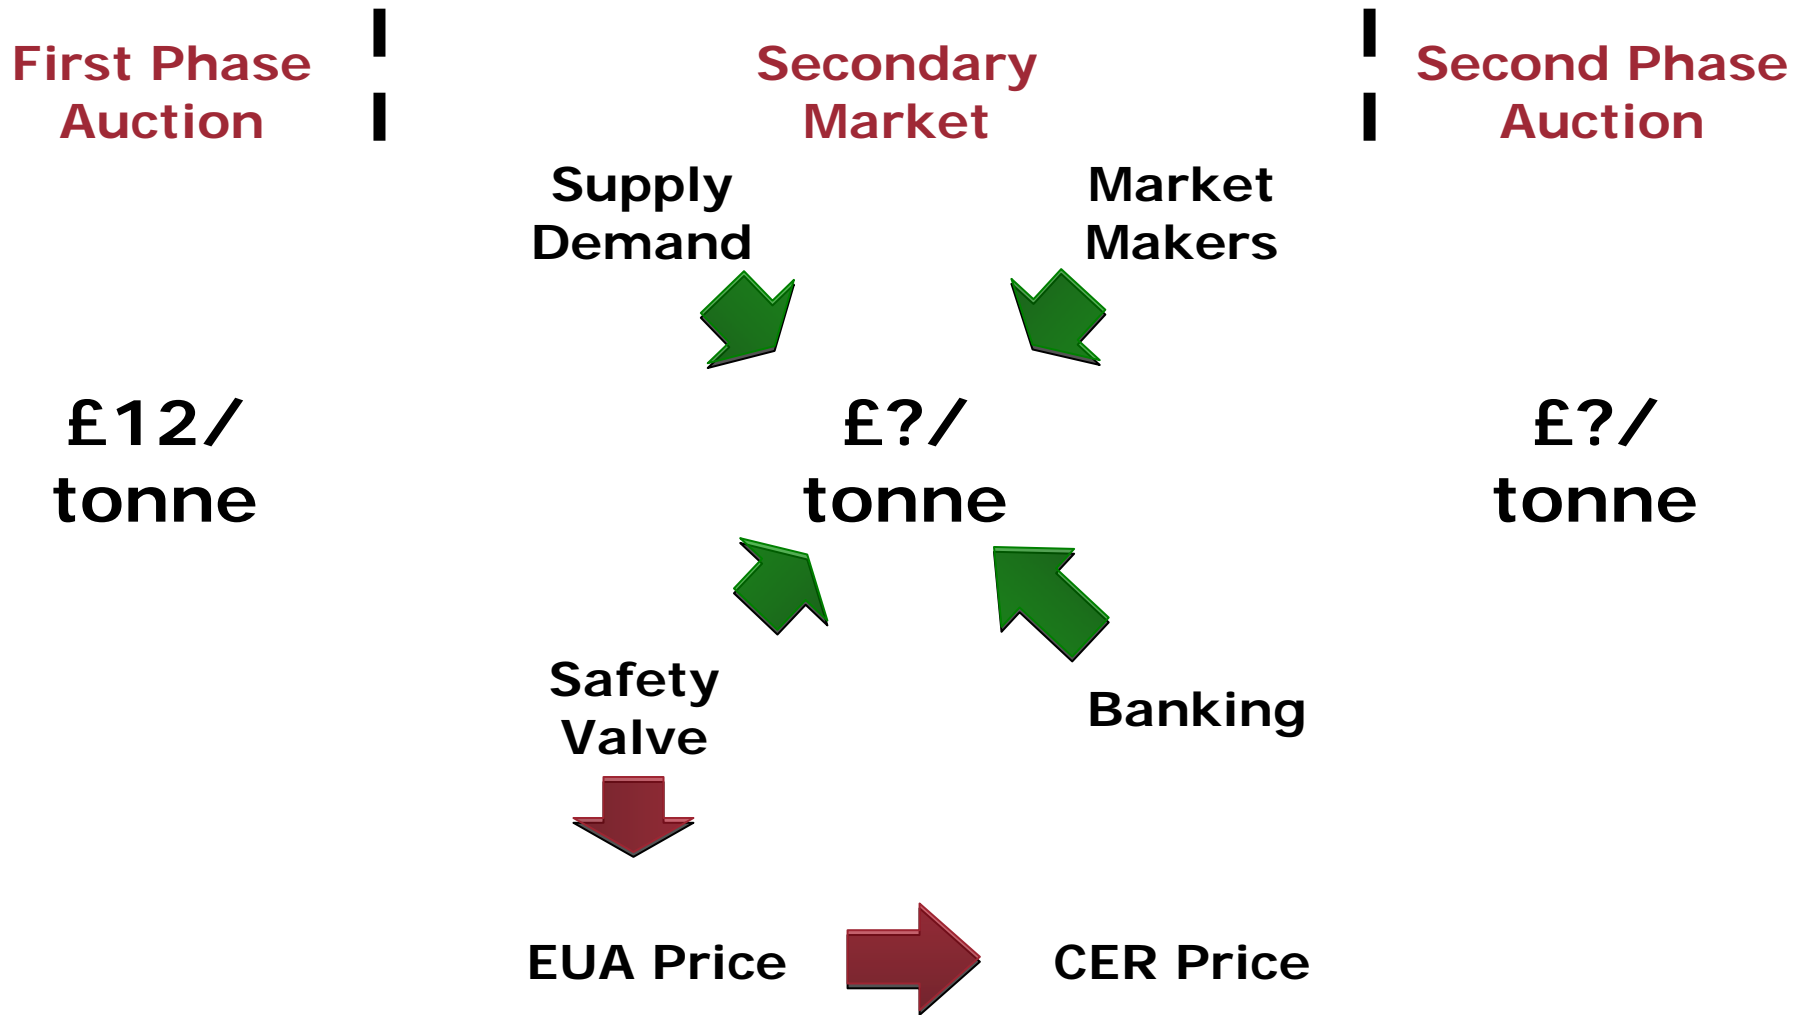 First Phase
Auction
Secondary
Market
Second Phase
Auction
Supply
Demand
Market
Makers
£12/
tonne
£?/
tonne
£?/
tonne
Safety
Valve
Banking
EUA Price
CER Price